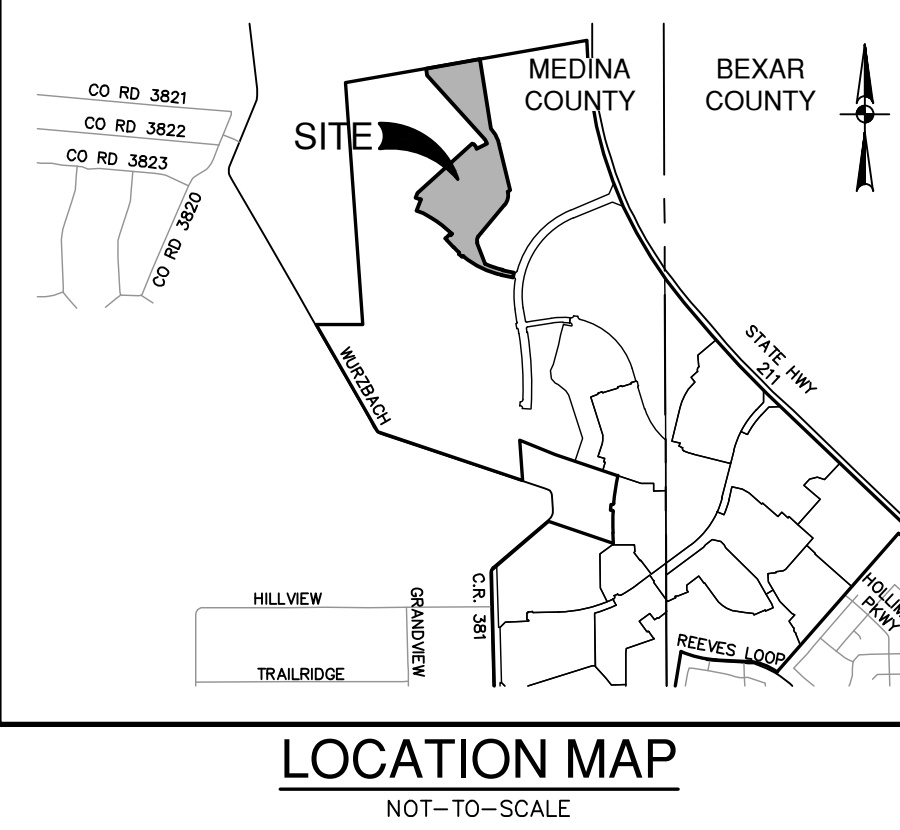 MEDINA
COUNTY
BEXAR
COUNTY
CO RD 3821
CO RD 3822
CO RD 3823
CO RD 3820
SITE
WURZBACH
STATE HWY
211
HILLVIEW
GRANDVIEW
C.R. 381
TRAILRIDGE
REEVES LOOP
PKWY
LOCATION MAP
NOT-TO-SCALE